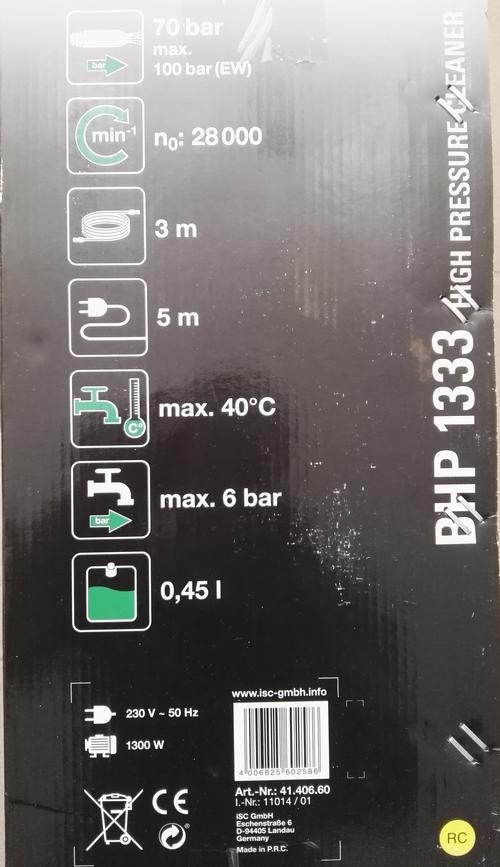 70 bar
max.
100 bar (EW)
bar
min-1
n0: 28 000
3 m
5 m
C°
max. 40°C
bar
max. 6 bar
0,45 l
BHP 1333 HIGH PRESSURE CLEANER
www.isc-gmbh.info
230 V ~ 50 Hz
1300 W
4 006825 602586
Art.-Nr.: 41.406.60
I.-Nr.: 11014 / 01
iSC GmbH
Eschenstraße 6
D-94405 Landau
Germany
Made in P.R.C.
CE
RC